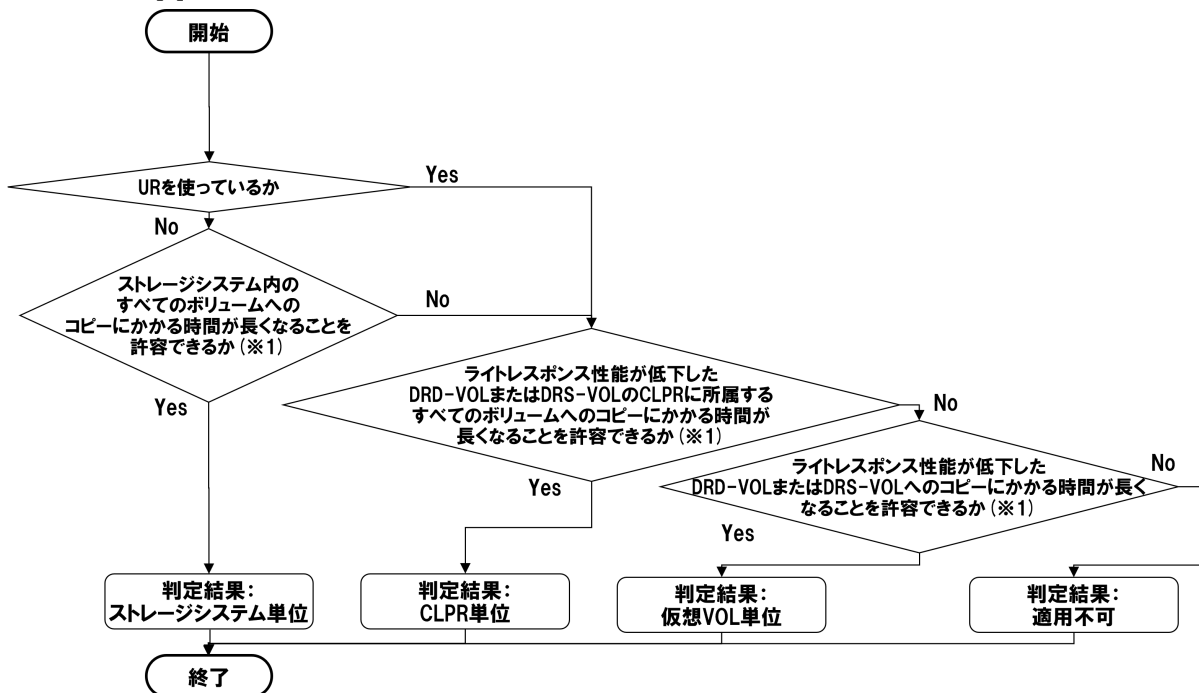 開始
URを使っているか
Yes
No
ストレージシステム内の
すべてのボリュームへの
コピーにかかる時間が長くなることを
許容できるか(※1)
No
Yes
ライトレスポンス性能が低下した
DRD-VOLまたはDRS-VOLのCLPRに所属する
すべてのボリュームへのコピーにかかる時間が
長くなることを許容できるか(※1)
No
Yes
ライトレスポンス性能が低下した
DRD-VOLまたはDRS-VOLへのコピーにかかる時間が長く
なることを許容できるか(※1)
No
Yes
判定結果:
ストレージシステム単位
判定結果:
CLPR単位
判定結果:
仮想VOL単位
判定結果:
適用不可
終了